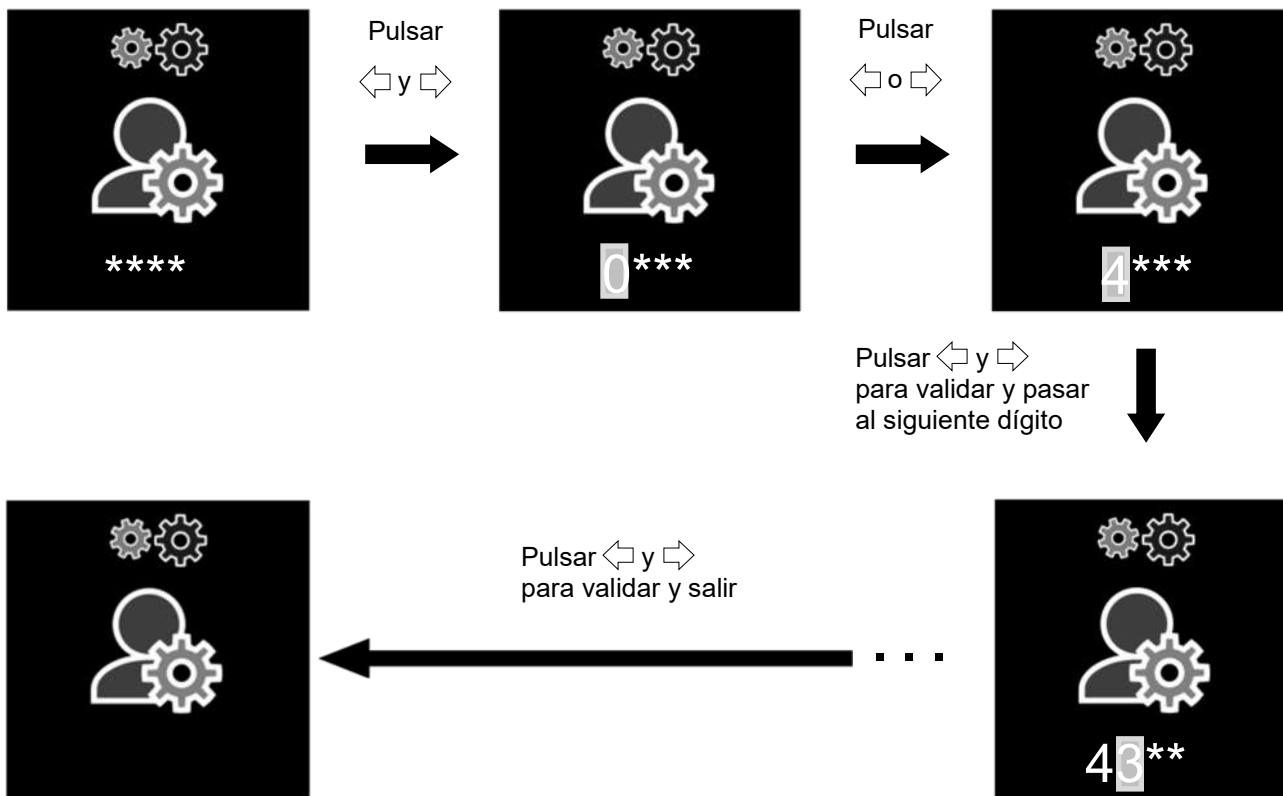 Pulsar
⇦ y ⇨
Pulsar
⇦ o ⇨
****
0***
4***
Pulsar ⇦ y ⇨
para validar y pasar
al siguiente dígito
Pulsar ⇦ y ⇨
para validar y salir
. . .
43**